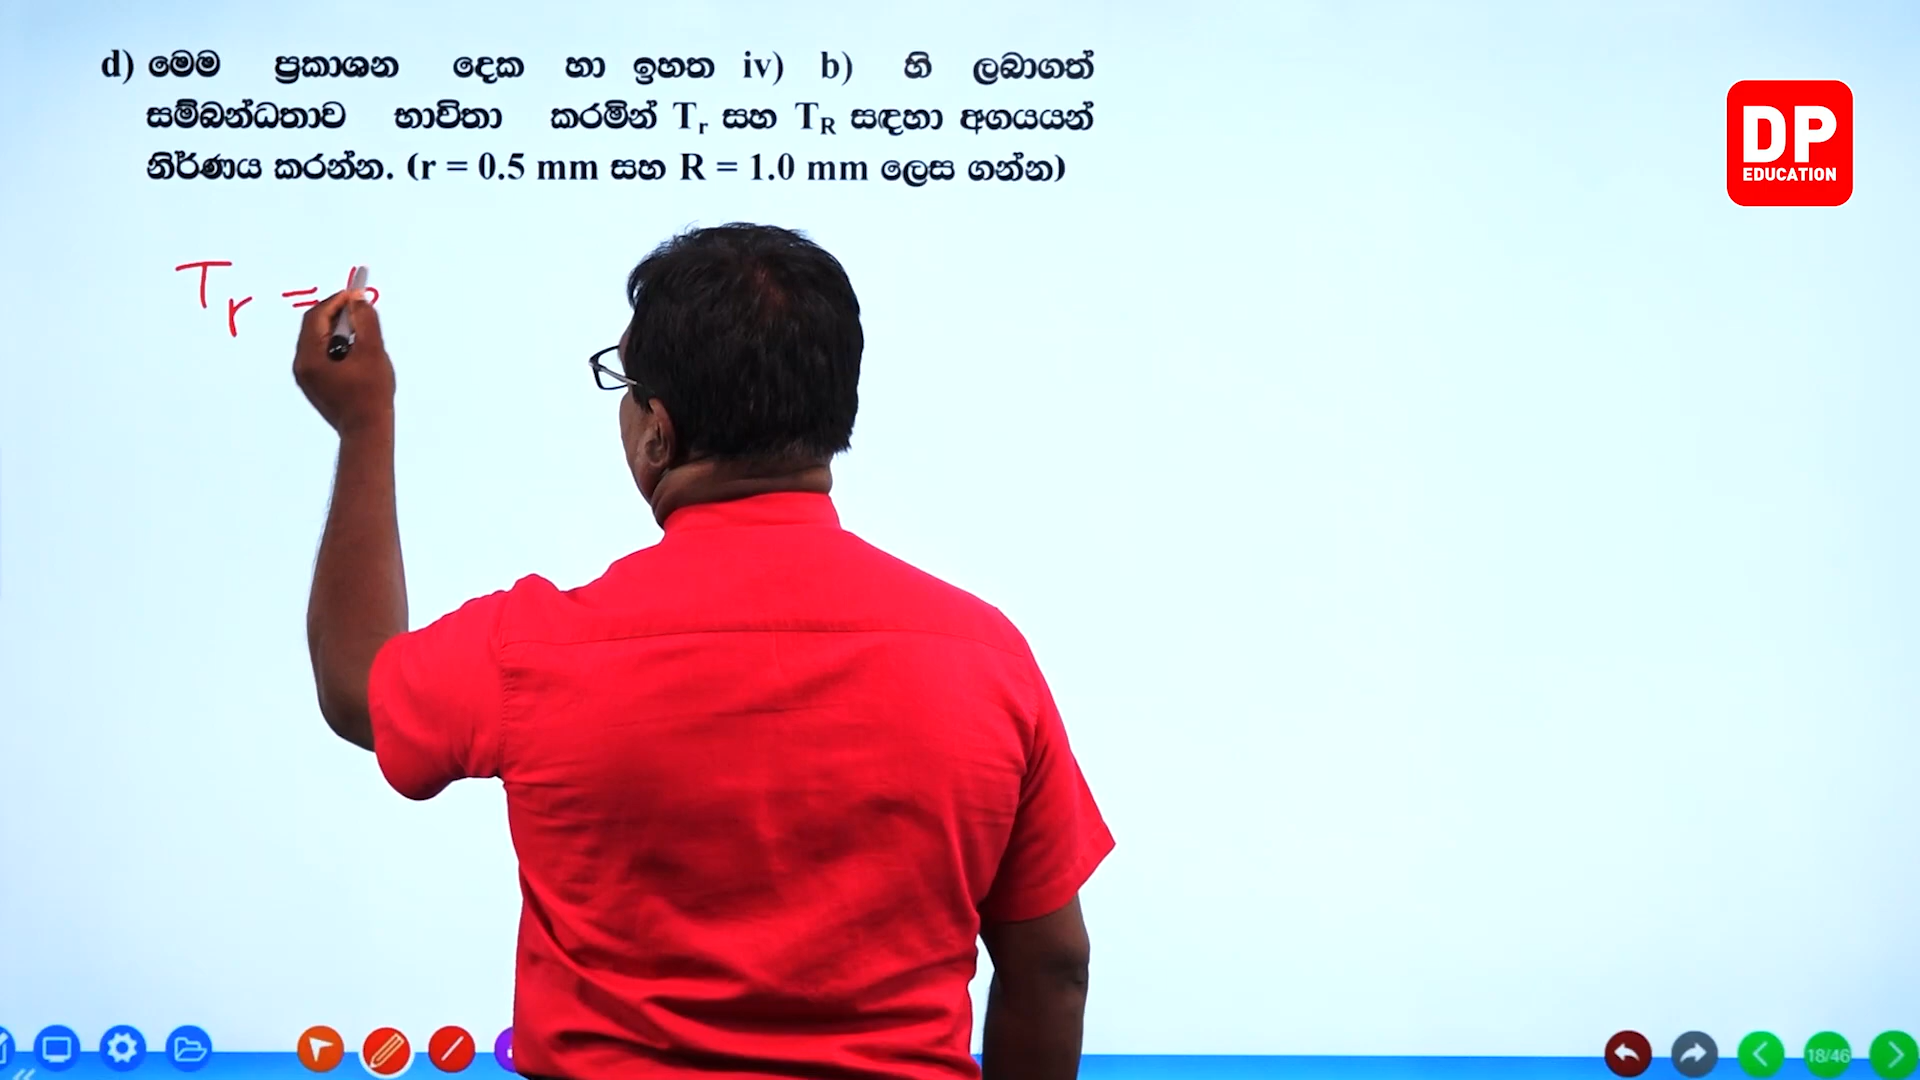 d) මෙම ප්‍රකාශන දෙක හා ඉහත iv) b) හි ලබාගත්
සම්බන්ධතාව භාවිතා කරමින් Tr සහ TR සඳහා අගයයන්
නිර්ණය කරන්න. (r = 0.5 mm සහ R = 1.0 mm ලෙස ගන්න)
DP
EDUCATION
Tr =
18/46